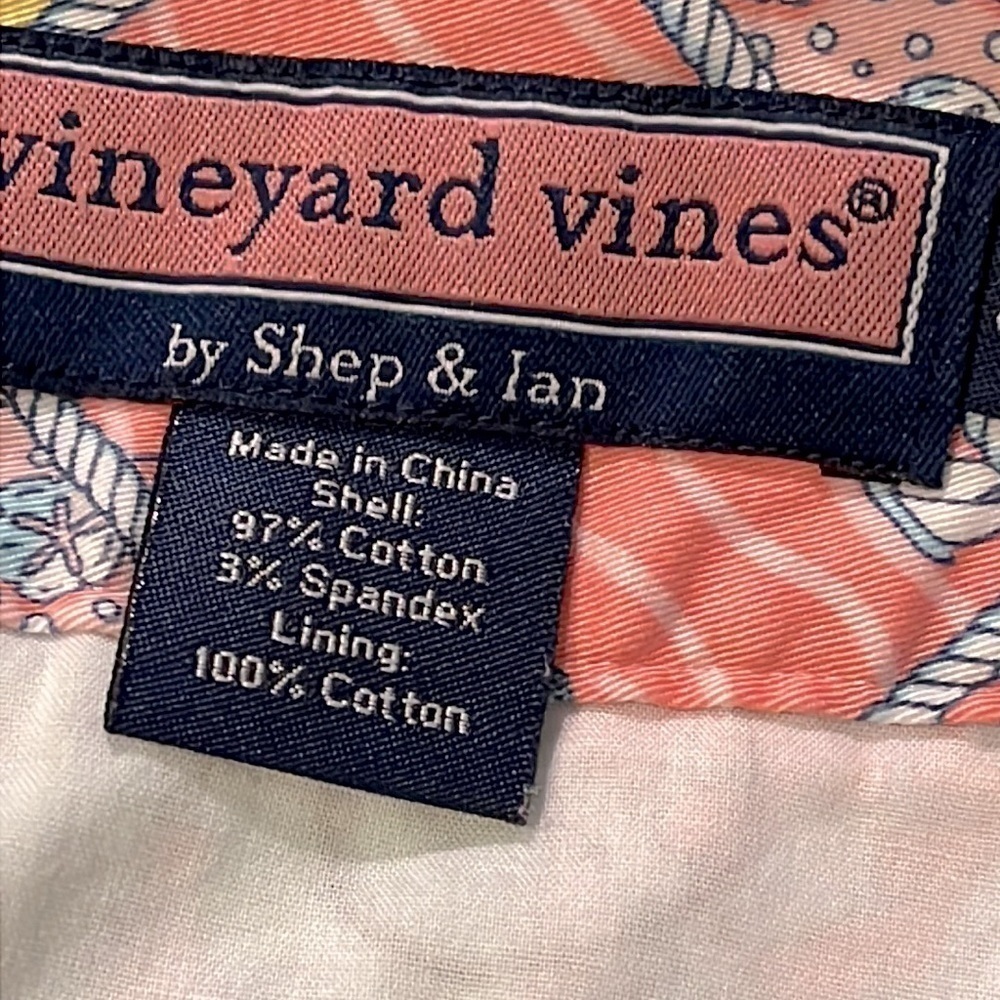 vineyard vines®
by Shep & Ian
Made in China
Shell:
97% Cotton
3% Spandex
Lining:
100% Cotton